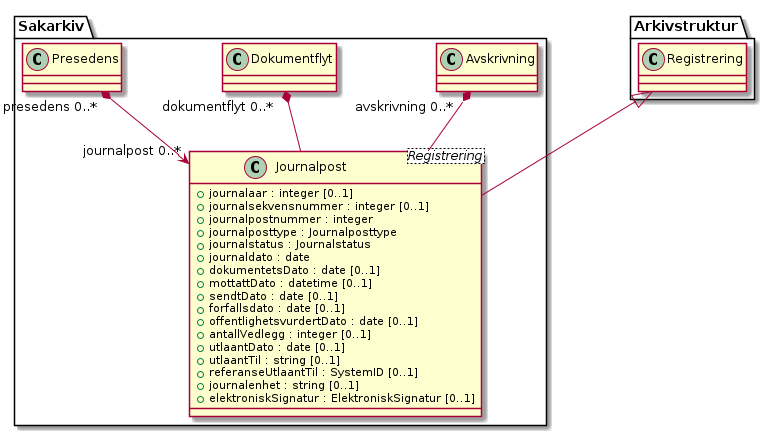 Sakarkiv
Arkivstruktur
C Presedens
C Dokumentflyt
C Avskrivning
C Registrering
presedens 0..*
dokumentflyt 0..*
avskrivning 0..*
journalpost 0..*
C Journalpost
Registrering
journalaar : integer [0..1]
journalsekvensnummer : integer [0..1]
journalpostnummer : integer
journalposttype : Journalposttype
journalstatus : Journalstatus
journaldato : date
dokumentetsDato : date [0..1]
mottattDato : datetime [0..1]
sendtDato : date [0..1]
forfallsdato : date [0..1]
offentlighetsvurdertDato : date [0..1]
antallVedlegg : integer [0..1]
utlaantDato : date [0..1]
utlaantTil : string [0..1]
referanseUtlaantTil : SystemID [0..1]
journalenhet : string [0..1]
elektroniskSignatur : ElektroniskSignatur [0..1]